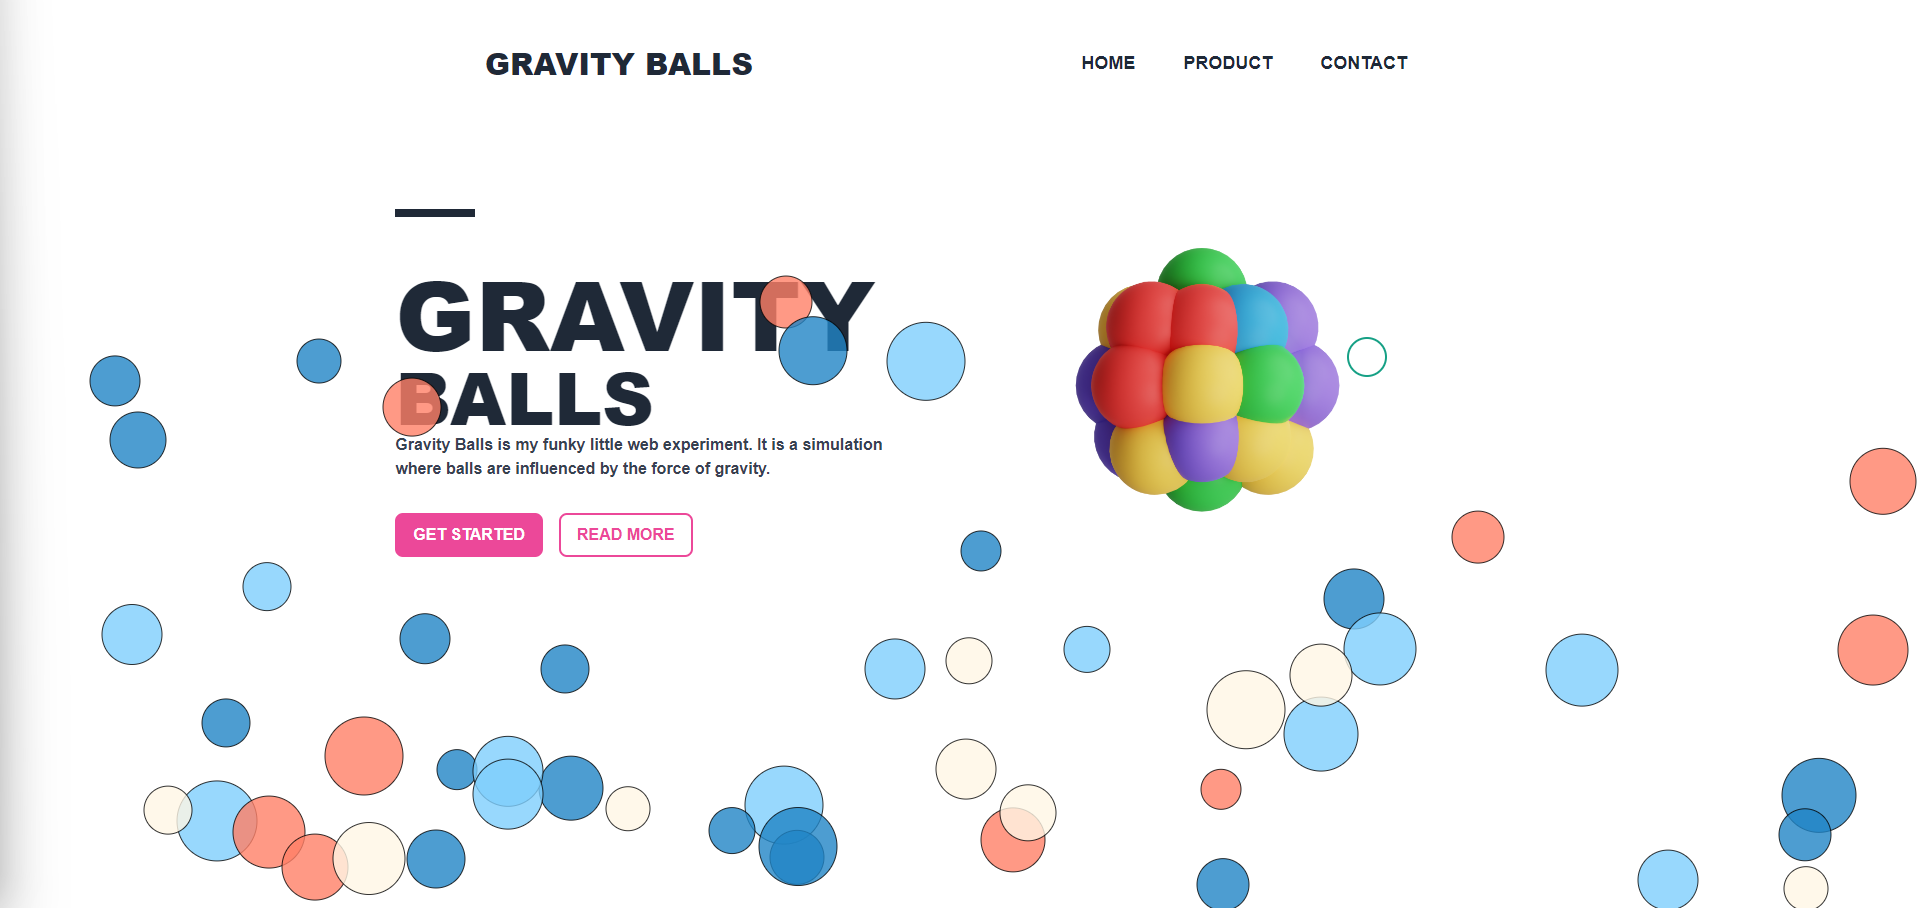 GRAVITY BALLS
HOME PRODUCT CONTACT
GRAVITY
BALLS
Gravity Balls is my funky little web experiment. It is a simulation
where balls are influenced by the force of gravity.
GET STARTED READ MORE